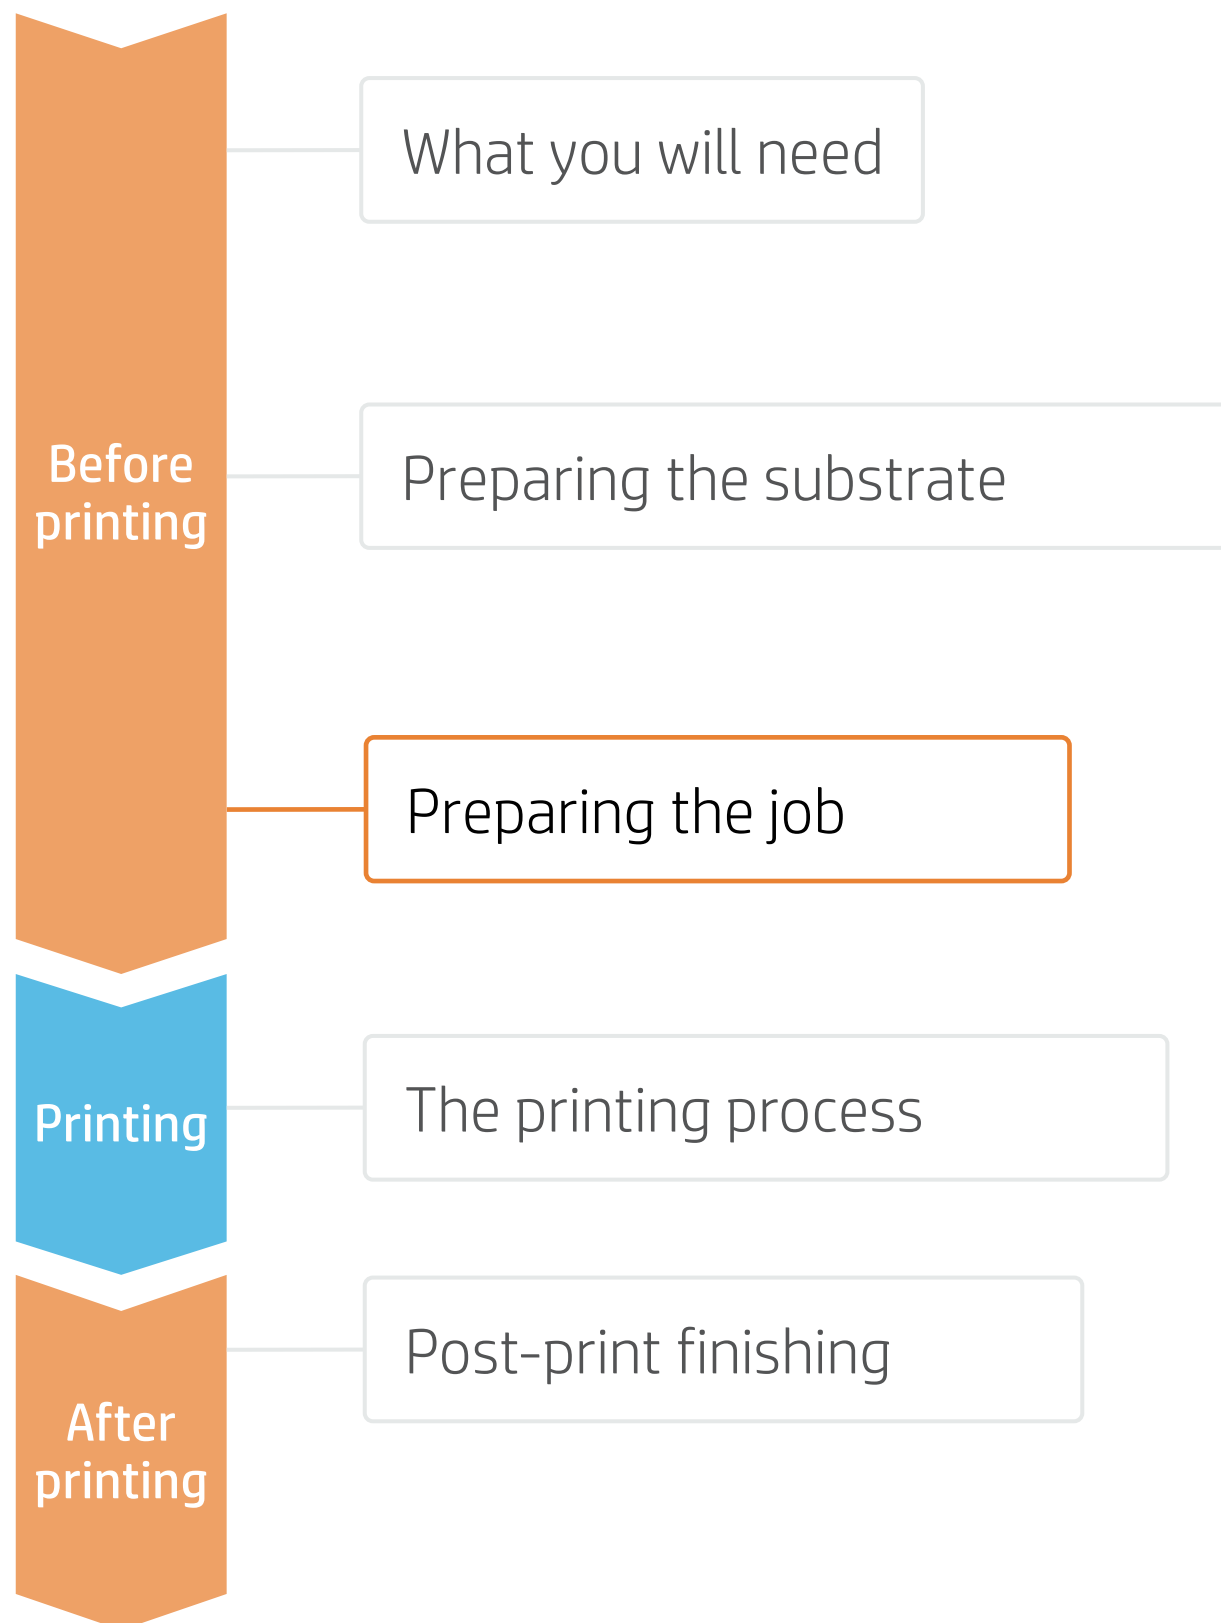 What you will need
Before
printing
Preparing the substrate
Preparing the job
Printing
The printing process
After
printing
Post-print finishing